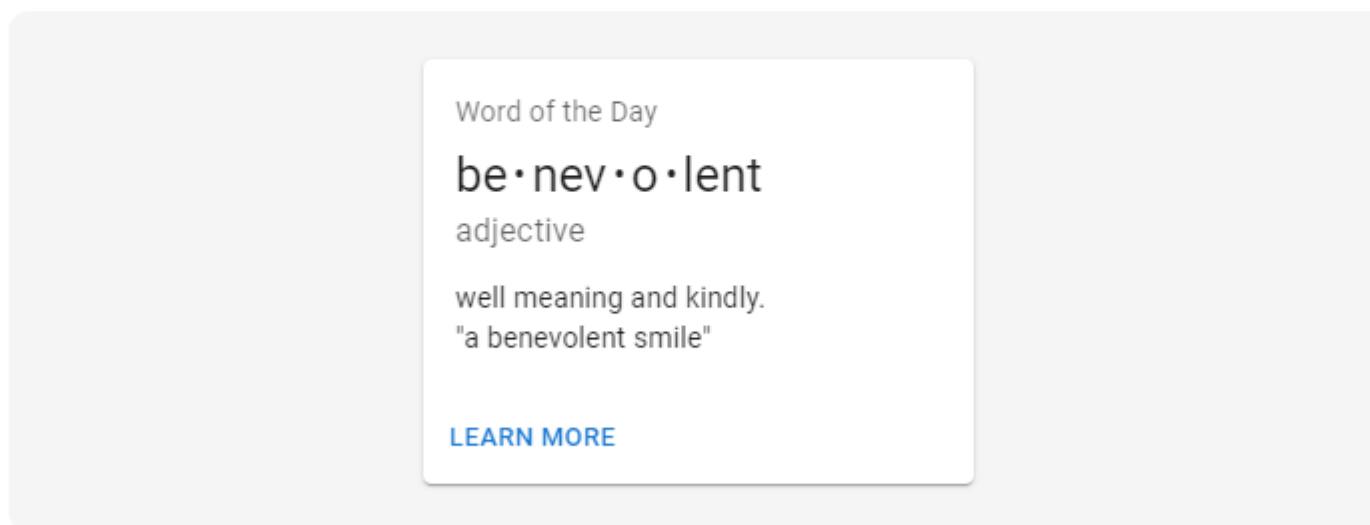 Word of the Day
be•nev•o•lent
adjective
well meaning and kindly.
"a benevolent smile"
LEARN MORE